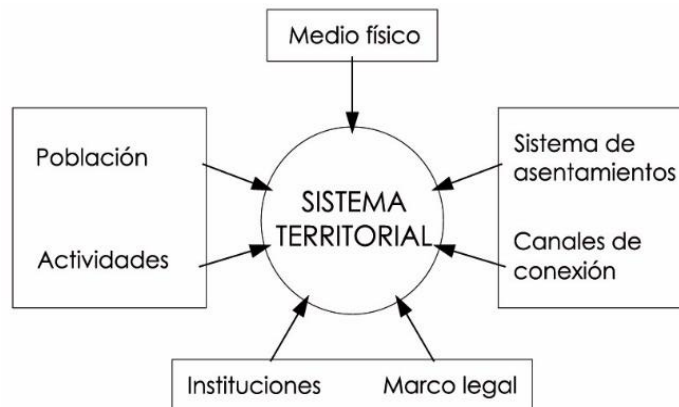 Medio físico
Población
Actividades
SISTEMA
TERRITORIAL
Sistema de
asentamientos
Canales de
conexión
Instituciones
Marco legal